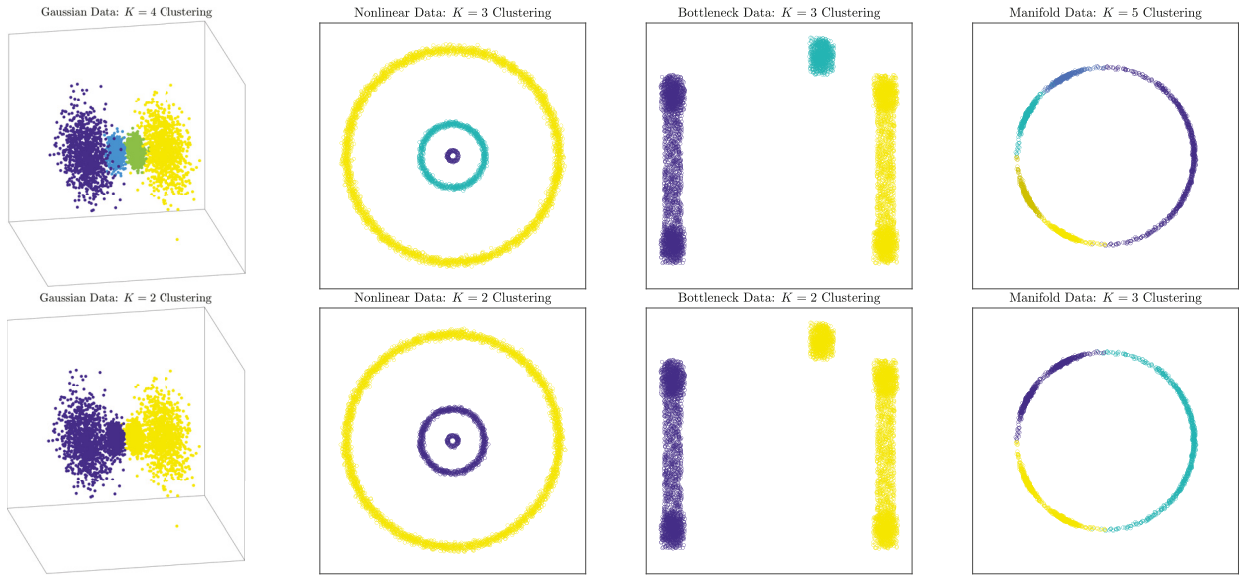 Gaussian Data: K = 4 Clustering
Nonlinear Data: K = 3 Clustering
Bottleneck Data: K = 3 Clustering
Manifold Data: K = 5 Clustering
Gaussian Data: K = 2 Clustering
Nonlinear Data: K = 2 Clustering
Bottleneck Data: K = 2 Clustering
Manifold Data: K = 3 Clustering